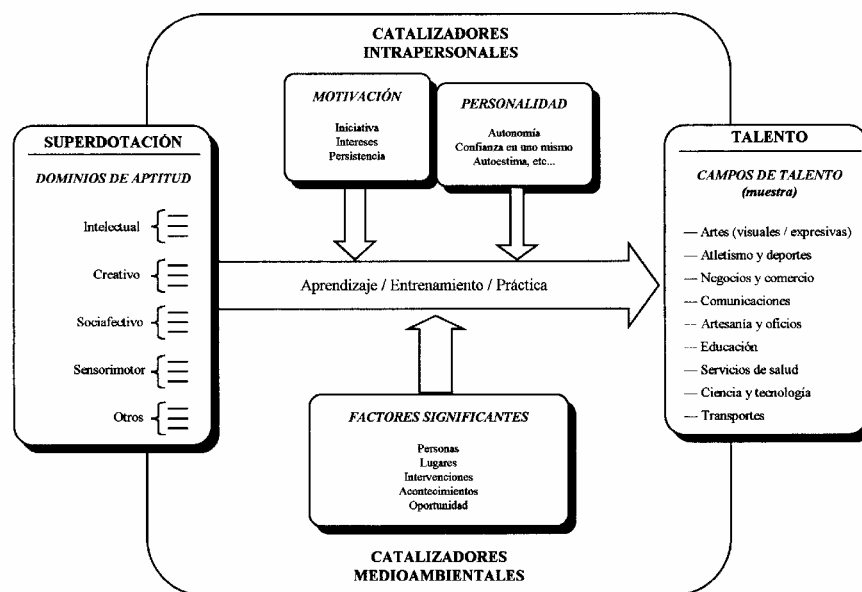 CATALIZADORES
INTRAPERSONALES
MOTIVACIÓN
Iniciativa
Intereses
Persistencia
PERSONALIDAD
Autonomía
Confianza en uno mismo
Autoestima, etc...
SUPERDOTACIÓN
DOMINIOS DE APTITUD
Intelectual
Creativo
Sociafectivo
Sensorimotor
Otros
Aprendizaje / Entrenamiento / Práctica
TALENTO
CAMPOS DE TALENTO
(muestra)
— Artes (visuales / expresivas)
— Atletismo y deportes
— Negocios y comercio
— Comunicaciones
— Artesanía y oficios
— Educación
— Servicios de salud
— Ciencia y tecnología
— Transportes
FACTORES SIGNIFICANTES
Personas
Lugares
Intervenciones
Acontecimientos
Oportunidad
CATALIZADORES
MEDIOAMBIENTALES